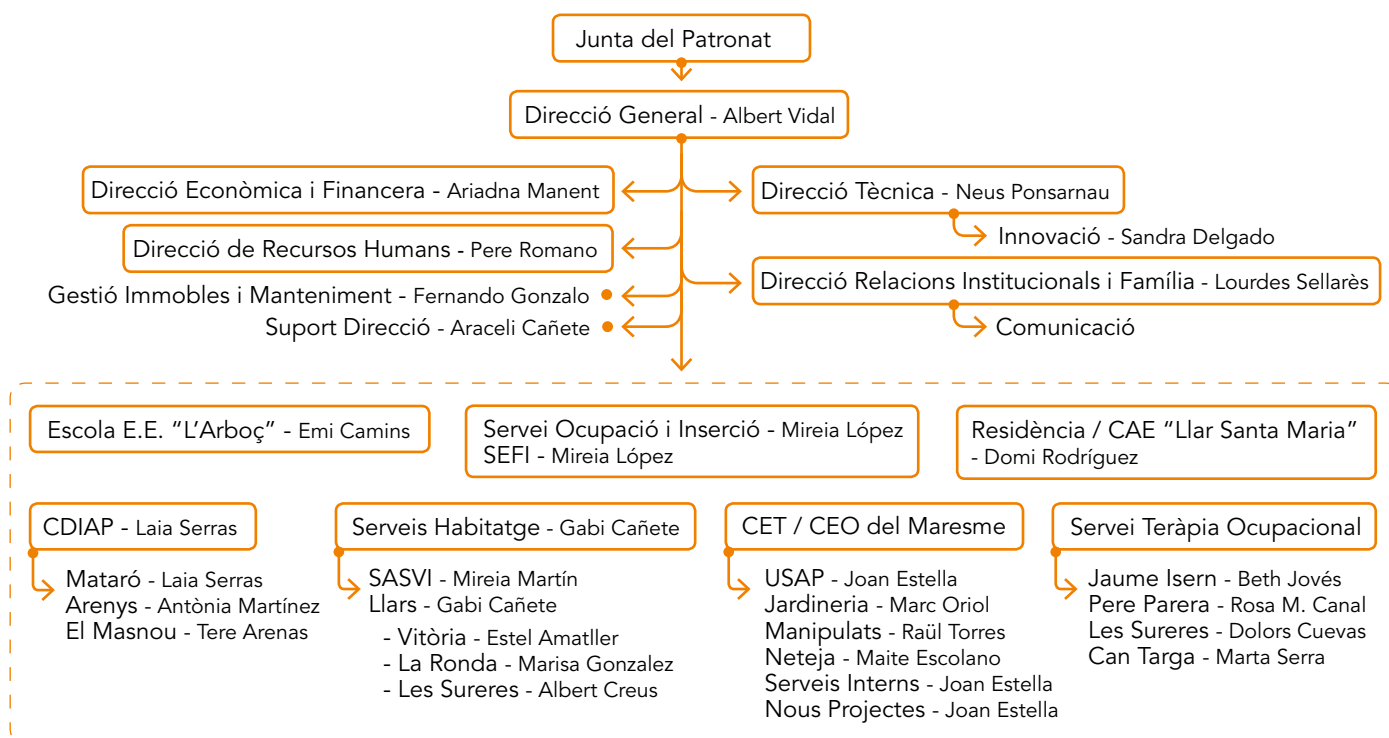 Junta del Patronat
Direcció General - Albert Vidal
Direcció Econòmica i Financera - Ariadna Manent
Direcció Tècnica - Neus Ponsarnau
Innovació - Sandra Delgado
Direcció de Recursos Humans - Pere Romano
Direcció Relacions Institucionals i Família - Lourdes Sellarès
Gestió Immobles i Manteniment - Fernando Gonzalo
Suport Direcció - Araceli Cañete
Comunicació
Escola E.E. “L’Arboç” - Emi Camins
Servei Ocupació i Inserció - Mireia López
SEFI - Mireia López
Residència / CAE “Llar Santa Maria”
- Domi Rodríguez
CDIAP - Laia Serras
Mataró - Laia Serras
Arenys - Antònia Martínez
El Masnou - Tere Arenas
Serveis Habitatge - Gabi Cañete
SASVI - Mireia Martín
Llars - Gabi Cañete
- Vitòria - Estel Amatller
- La Ronda - Marisa Gonzalez
- Les Sureres - Albert Creus
CET / CEO del Maresme
USAP - Joan Estella
Jardineria - Marc Oriol
Manipulats - Raül Torres
Neteja - Maite Escolano
Serveis Interns - Joan Estella
Nous Projectes - Joan Estella
Servei Teràpia Ocupacional
Jaume Isern - Beth Jovés
Pere Parera - Rosa M. Canal
Les Sureres - Dolors Cuevas
Can Targa - Marta Serra